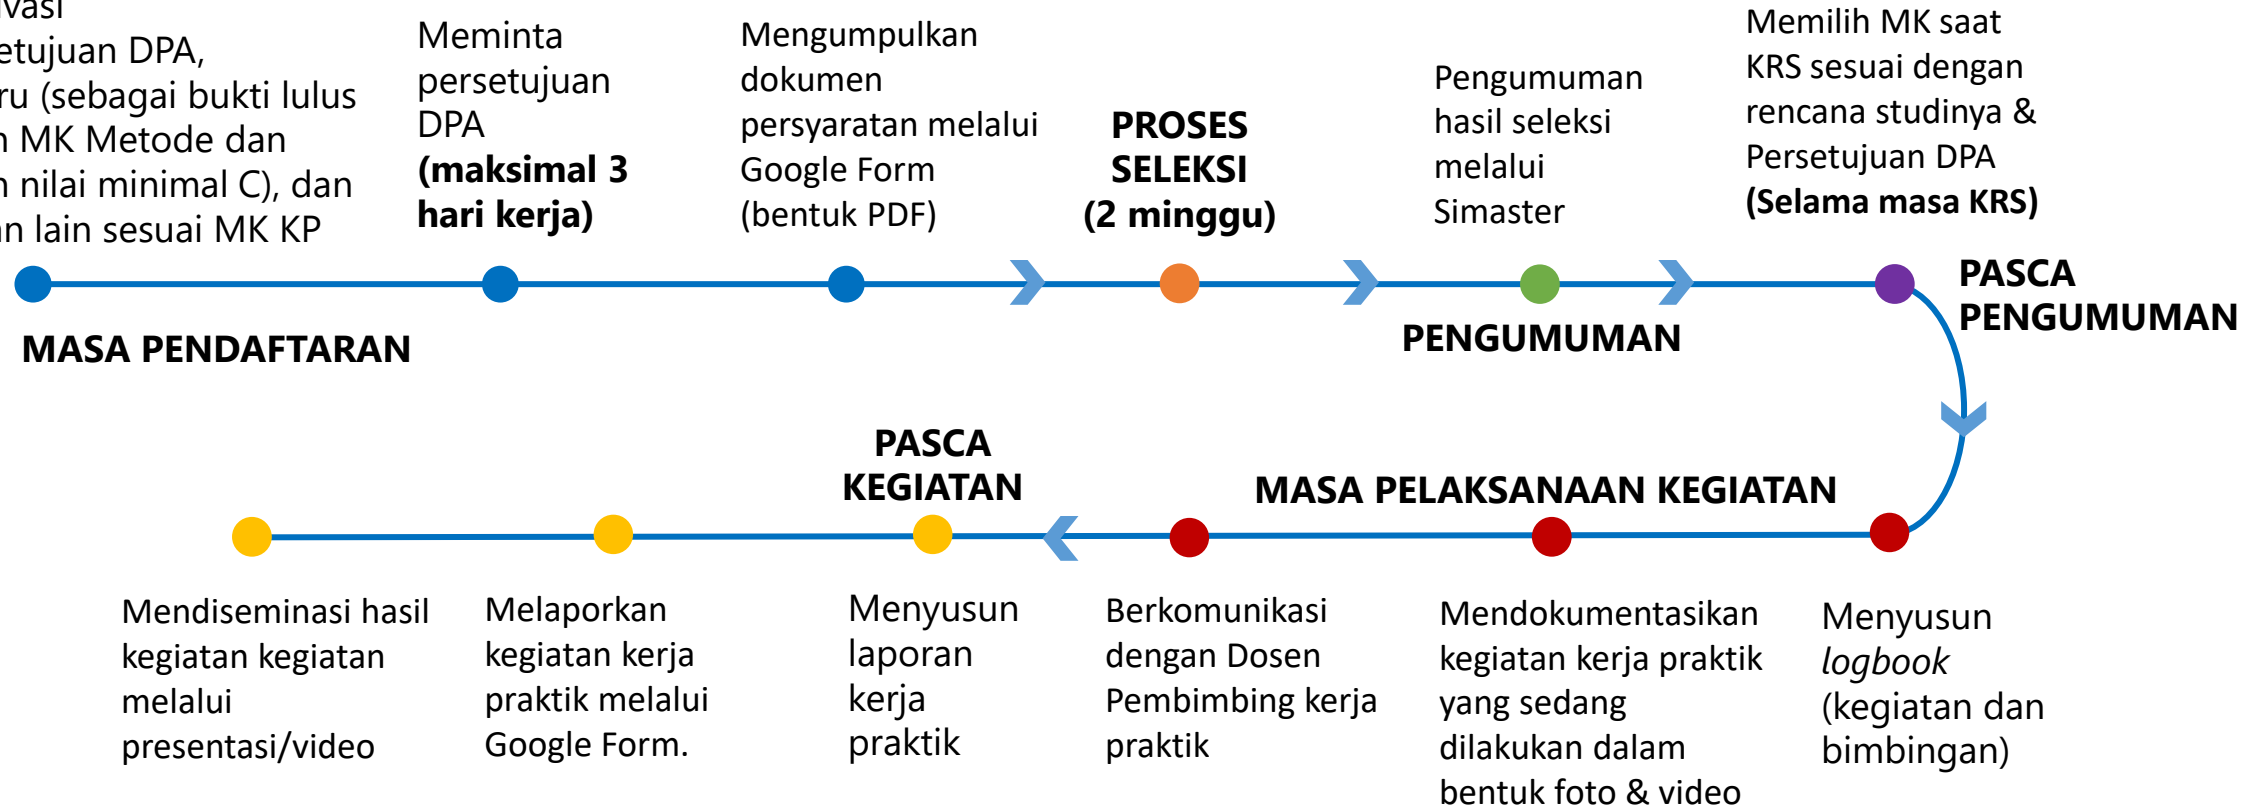 etujuan DPA,
ru (sebagai bukti lulus
MK Metode dan
nilai minimal C), dan
lain sesuai MK KP
Meminta
persetujuan
DPA
(maksimal 3
hari kerja)
Mengumpulkan
dokumen
persyaratan melalui
Google Form
(bentuk PDF)
PROSES
SELEKSI
(2 minggu)
Pengumuman
hasil seleksi
melalui
Simaster
Memilih MK saat
KRS sesuai dengan
rencana studinya &
Persetujuan DPA
(Selama masa KRS)
MASA PENDAFTARAN
PENGUMUMAN
PASCA
PENGUMUMAN
PASCA
KEGIATAN
MASA PELAKSANAAN KEGIATAN
Mendiseminasi hasil
kegiatan kegiatan
melalui
presentasi/video
Melaporkan
kegiatan kerja
praktik melalui
Google Form.
Menyusun
laporan
kerja
praktik
Berkomunikasi
dengan Dosen
Pembimbing kerja
praktik
Mendokumentasikan
kegiatan kerja praktik
yang sedang
dilakukan dalam
bentuk foto & video
Menyusun
logbook
(kegiatan dan
bimbingan)